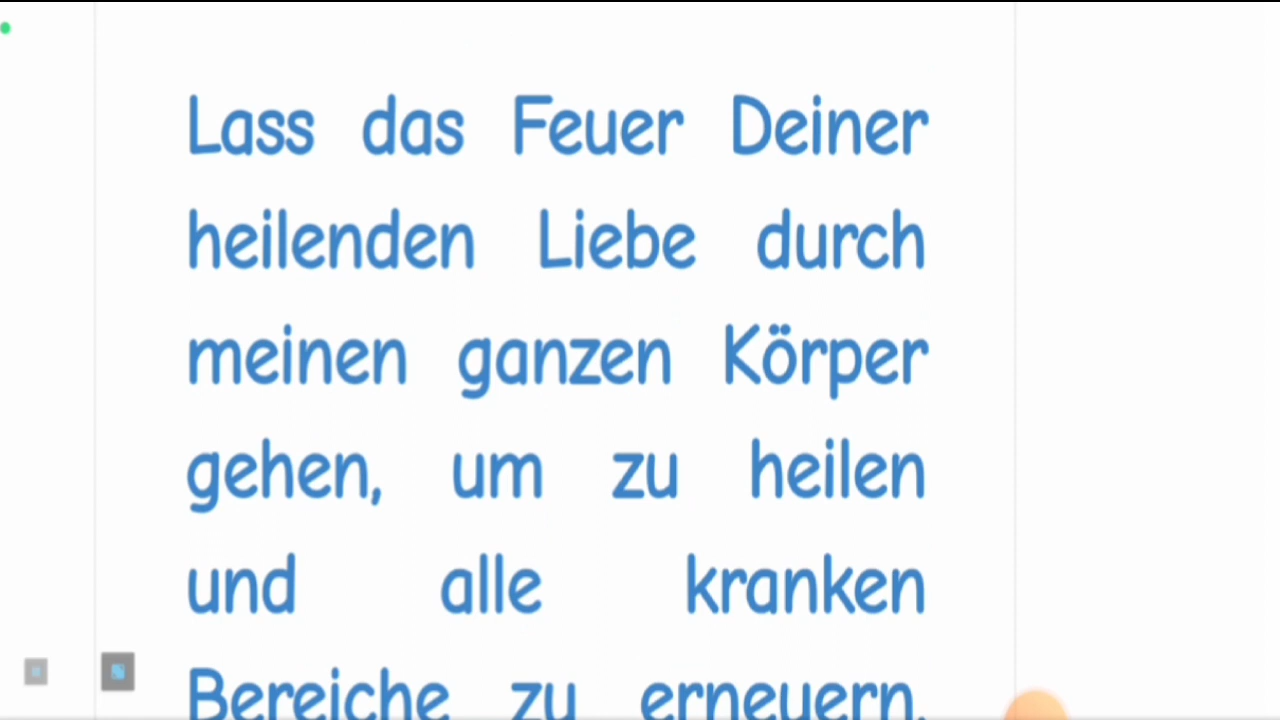 Lass das Feuer Deiner
heilenden Liebe durch
meinen ganzen Körper
gehen, um zu heilen
und alle kranken
Bereiche zu erneuern,